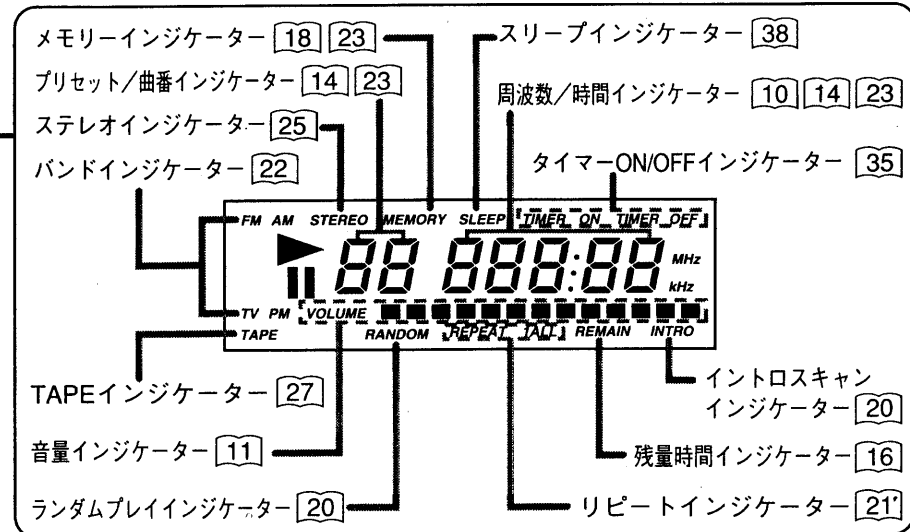 メモリーインジケーター 18 23
プリセット／曲番インジケーター 14 23
ステレオインジケーター 25
バンドインジケーター 22
スリープインジケーター 38
周波数／時間インジケーター 10 14 23
タイマーON/OFFインジケーター 35
FM AM STEREO MEMORY SLEEP TIMER ON TIMER OFF
88 888:88 MHz
kHz
TV PM VOLUME
TAPE RANDOM REPEAT 1ALL REMAIN INTRO
TAPEインジケーター 27
音量インジケーター 11
ランダムプレイインジケーター 20
イントロスキャン
インジケーター 20
残量時間インジケーター 16
リピートインジケーター 21